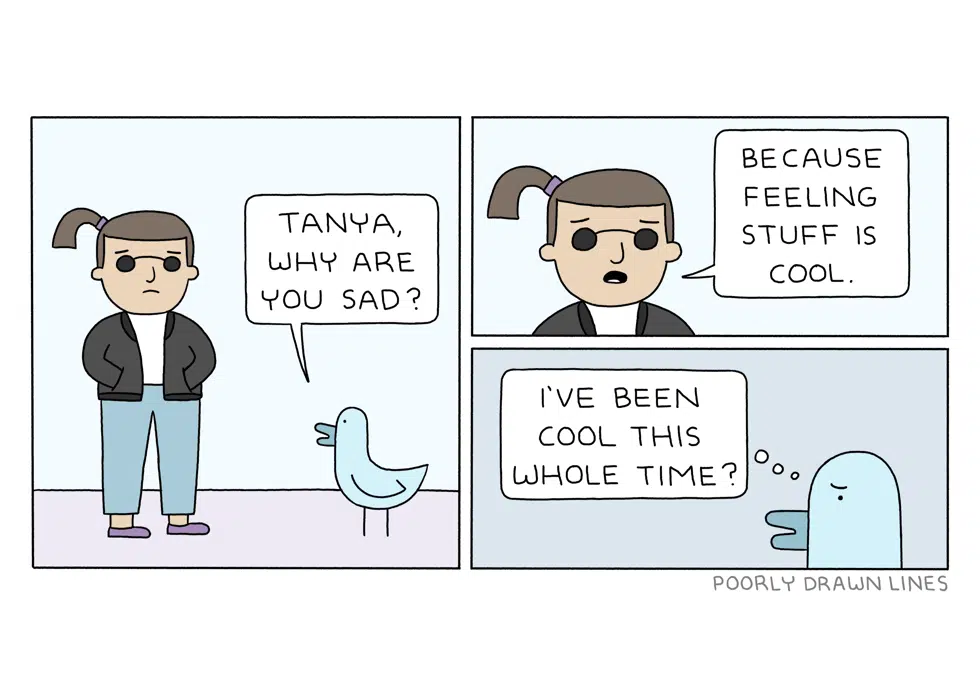 TANYA,
WHY ARE
YOU SAD?
BECAUSE
FEELING
STUFF IS
COOL.
I'VE BEEN
COOL THIS
WHOLE TIME?
POORLY DRAWN LINES